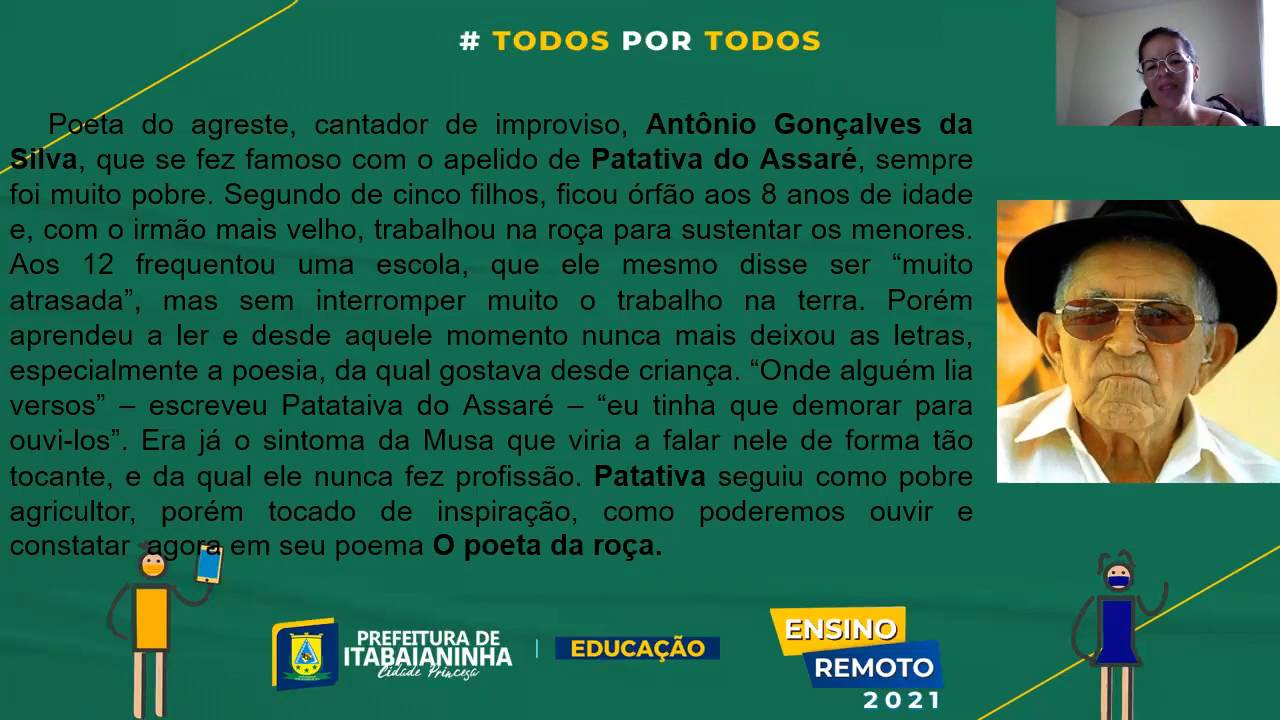 # TODOS POR TODOS
Poeta do agreste, cantador de improviso, Antônio Gonçalves da
Silva, que se fez famoso com o apelido de Patativa do Assaré, sempre
foi muito pobre. Segundo de cinco filhos, ficou órfão aos 8 anos de idade
e, com o irmão mais velho, trabalhou na roça para sustentar os menores.
Aos 12 frequentou uma escola, que ele mesmo disse ser “muito
atrasada”, mas sem interromper muito o trabalho na terra. Porém
aprendeu a ler e desde aquele momento nunca mais deixou as letras,
especialmente a poesia, da qual gostava desde criança. “Onde alguém lia
versos” – escreveu Patataiva do Assaré – “eu tinha que demorar para
ouvi-los”. Era já o sintoma da Musa que viria a falar nele de forma tão
tocante, e da qual ele nunca fez profissão. Patativa seguiu como pobre
agricultor, porém tocado de inspiração, como poderemos ouvir e
constatar agora em seu poema O poeta da roça.
PREFEITURA DE
ITABAIANINHA
Cidade Princesa
EDUCAÇÃO
ENSINO
REMOTO
2021